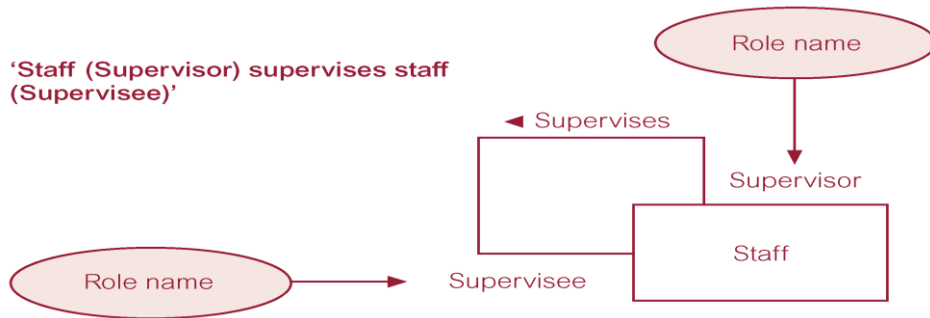 Role name
‘Staff (Supervisor) supervises staff
(Supervisee)’
◄ Supervises
Supervisor
Staff
Supervisee
Role name